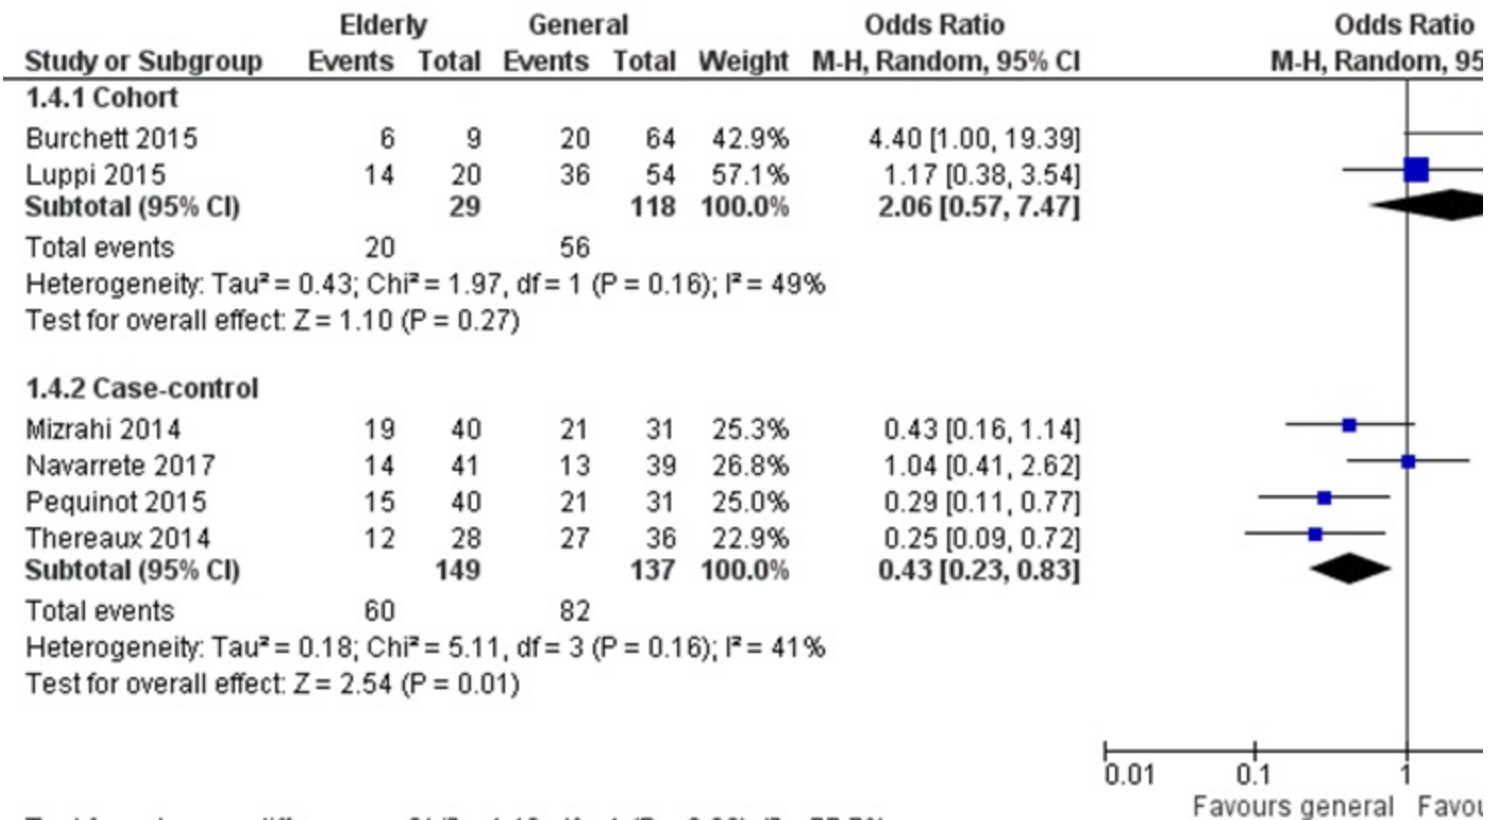 Elderly General Odds Ratio Odds Ratio
Study or Subgroup Events Total Events Total Weight M-H, Random, 95% CI M-H, Random, 95
1.4.1 Cohort
Burchett 2015 6 9 20 64 42.9% 4.40 [1.00, 19.39]
Luppi 2015 14 20 36 54 57.1% 1.17 [0.38, 3.54]
Subtotal (95% CI) 29 118 100.0% 2.06 [0.57, 7.47]
Total events 20 56
Heterogeneity: Tau² = 0.43; Chi² = 1.97, df = 1 (P = 0.16); I² = 49%
Test for overall effect: Z = 1.10 (P = 0.27)
1.4.2 Case-control
Mizrahi 2014 19 40 21 31 25.3% 0.43 [0.16, 1.14]
Navarrete 2017 14 41 13 39 26.8% 1.04 [0.41, 2.62]
Pequinot 2015 15 40 21 31 25.0% 0.29 [0.11, 0.77]
Thereaux 2014 12 28 27 36 22.9% 0.25 [0.09, 0.72]
Subtotal (95% CI) 149 137 100.0% 0.43 [0.23, 0.83]
Total events 60 82
Heterogeneity: Tau² = 0.18; Chi² = 5.11, df = 3 (P = 0.16); I² = 41%
Test for overall effect: Z = 2.54 (P = 0.01)
0.01 0.1 1
Favours general Favou